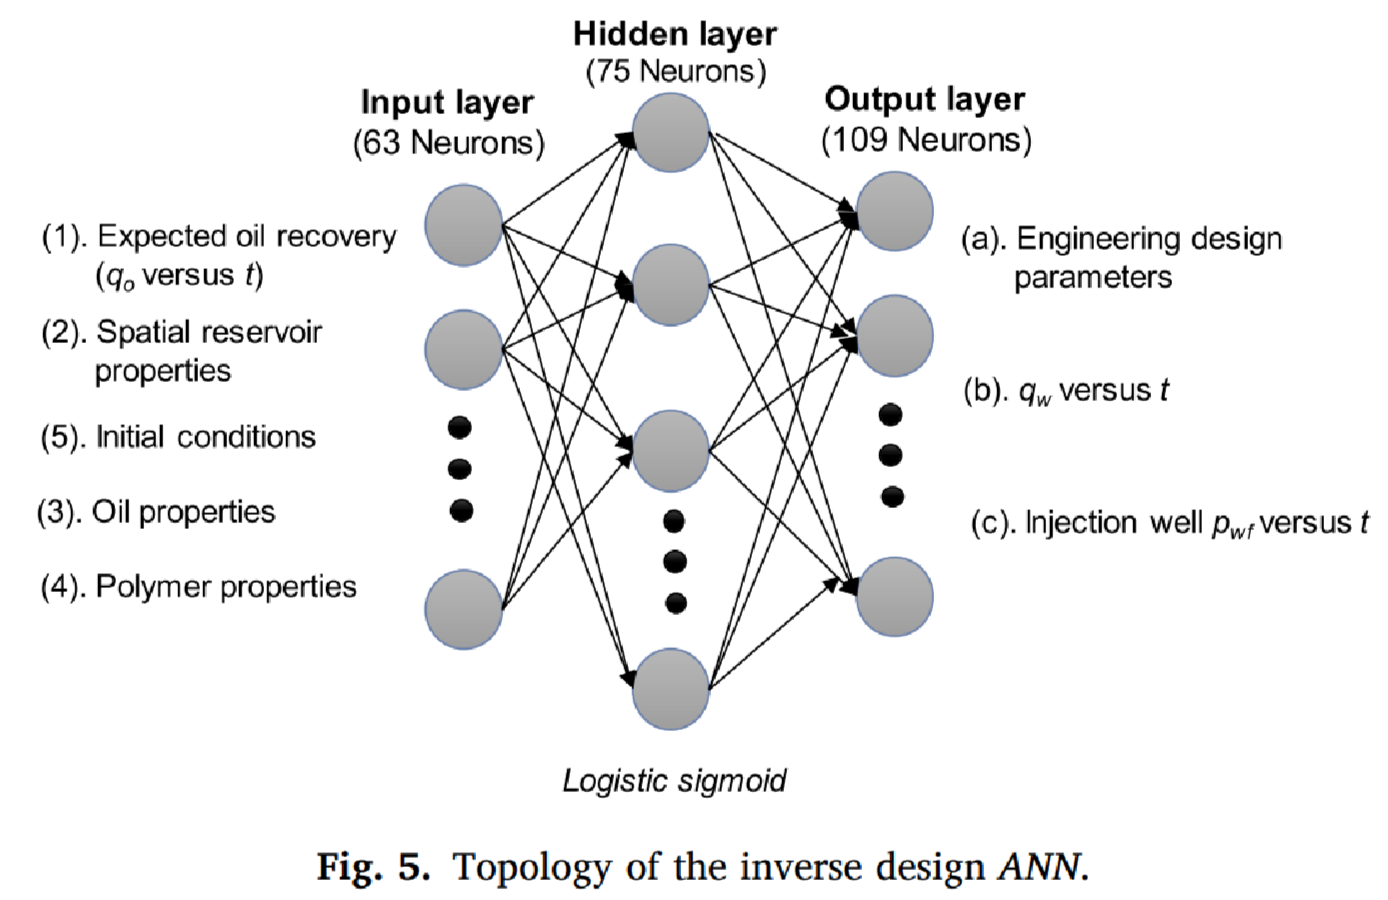 Hidden layer
(75 Neurons)
Input layer
(63 Neurons)
Output layer
(109 Neurons)
(1). Expected oil recovery
(qo versus t)
(2). Spatial reservoir
properties
(5). Initial conditions
(3). Oil properties
(4). Polymer properties
(a). Engineering design
parameters
(b). qw versus t
(c). Injection well pwf versus t
Logistic sigmoid
Fig. 5. Topology of the inverse design ANN.